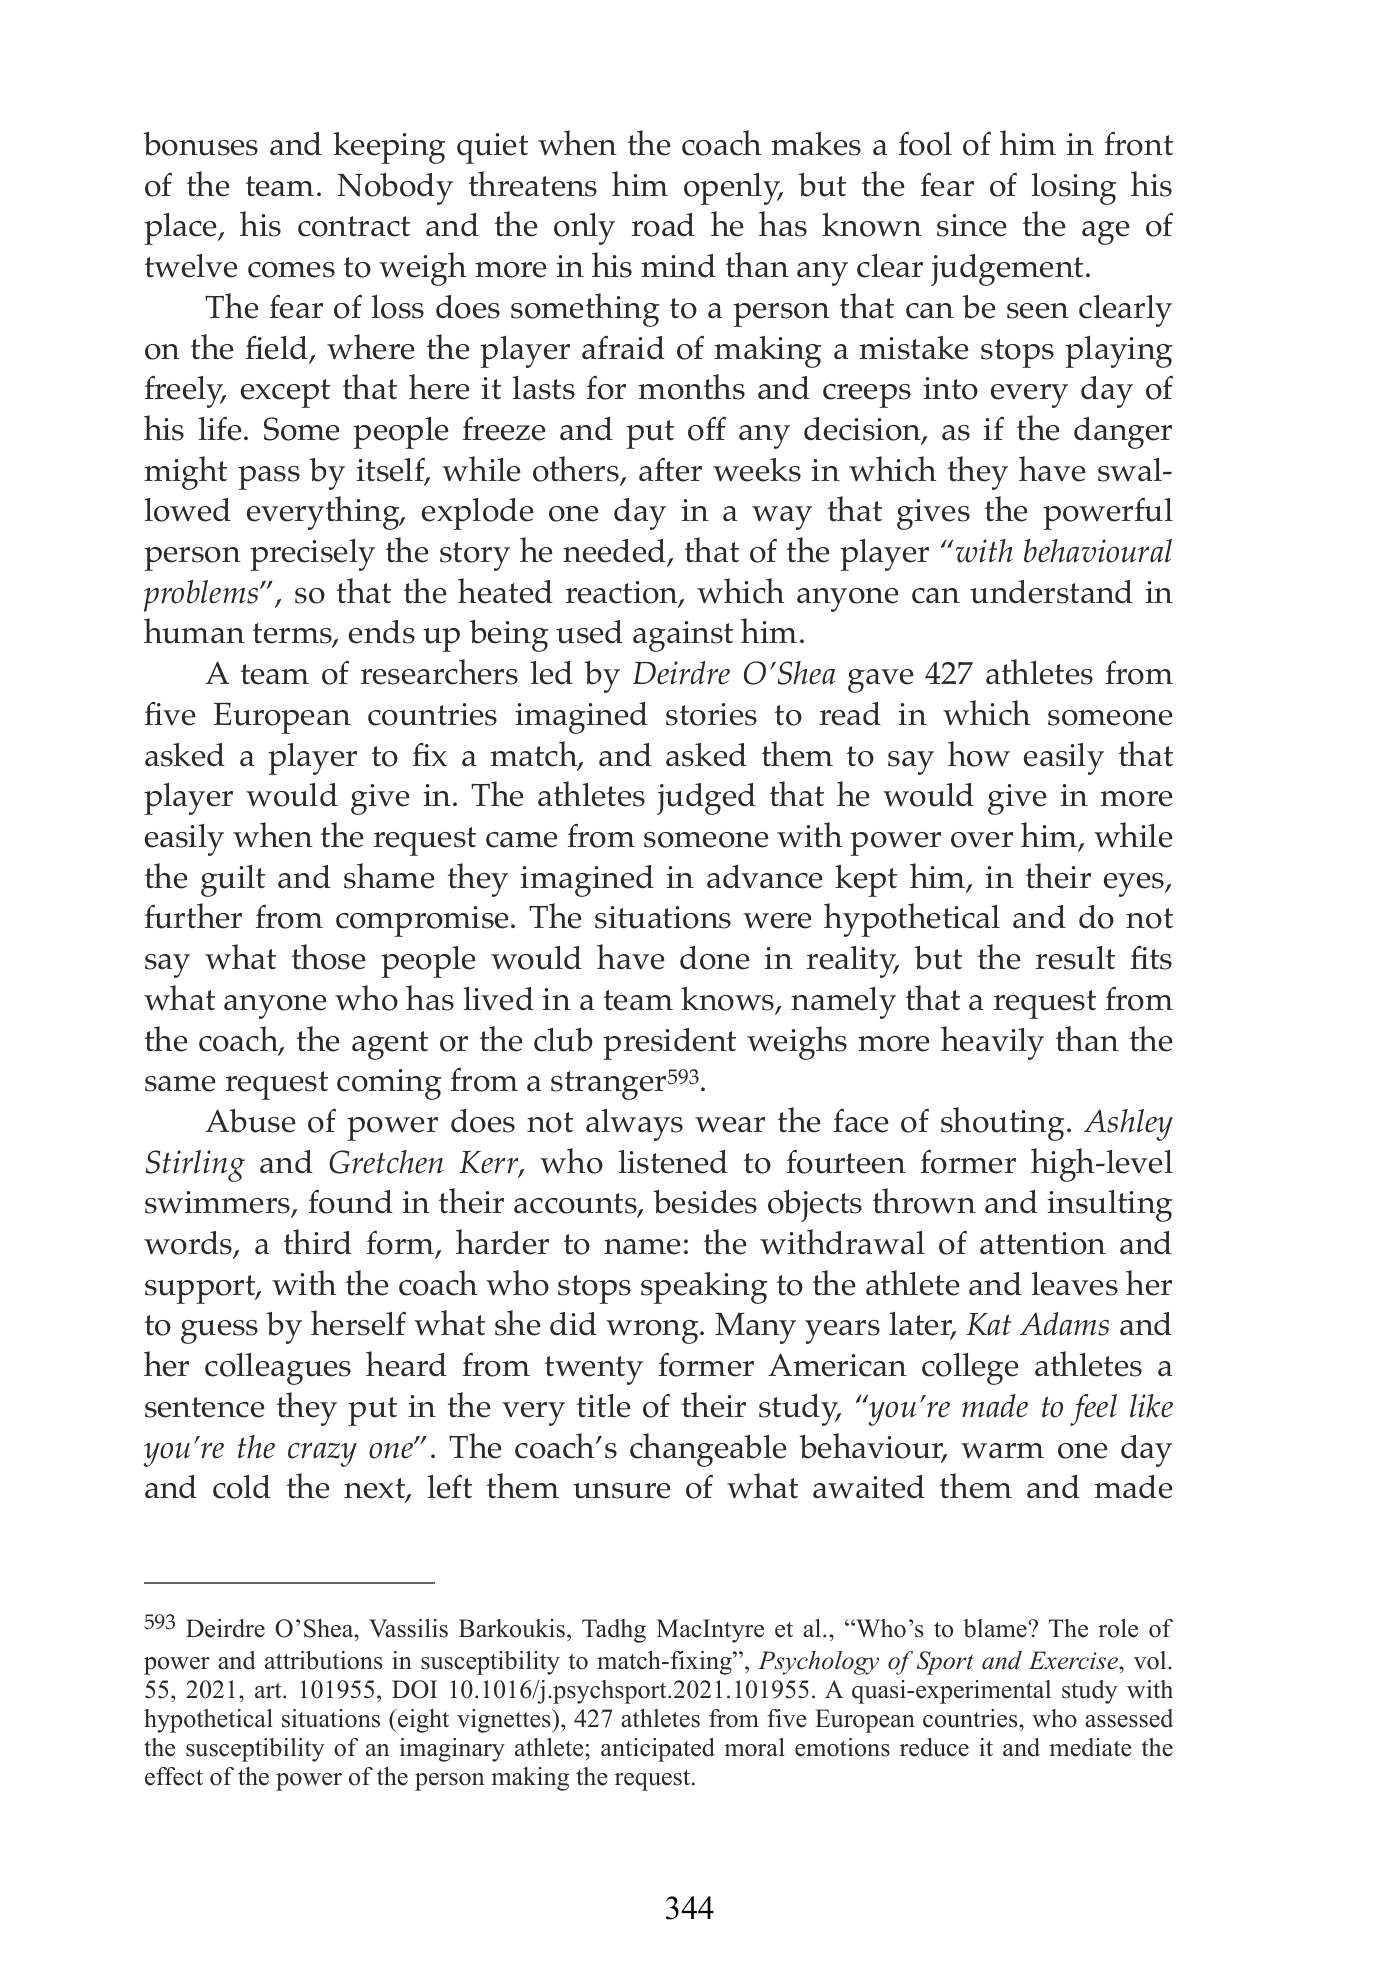 bonuses and keeping quiet when the coach makes a fool of him in front
of the team. Nobody threatens him openly, but the fear of losing his
place, his contract and the only road he has known since the age of
twelve comes to weigh more in his mind than any clear judgement.
The fear of loss does something to a person that can be seen clearly
on the field, where the player afraid of making a mistake stops playing
freely, except that here it lasts for months and creeps into every day of
his life. Some people freeze and put off any decision, as if the danger
might pass by itself, while others, after weeks in which they have swal-
lowed everything, explode one day in a way that gives the powerful
person precisely the story he needed, that of the player “with behavioural
problems”, so that the heated reaction, which anyone can understand in
human terms, ends up being used against him.
A team of researchers led by Deirdre O’Shea gave 427 athletes from
five European countries imagined stories to read in which someone
asked a player to fix a match, and asked them to say how easily that
player would give in. The athletes judged that he would give in more
easily when the request came from someone with power over him, while
the guilt and shame they imagined in advance kept him, in their eyes,
further from compromise. The situations were hypothetical and do not
say what those people would have done in reality, but the result fits
what anyone who has lived in a team knows, namely that a request from
the coach, the agent or the club president weighs more heavily than the
same request coming from a stranger593.
Abuse of power does not always wear the face of shouting. Ashley
Stirling and Gretchen Kerr, who listened to fourteen former high-level
swimmers, found in their accounts, besides objects thrown and insulting
words, a third form, harder to name: the withdrawal of attention and
support, with the coach who stops speaking to the athlete and leaves her
to guess by herself what she did wrong. Many years later, Kat Adams and
her colleagues heard from twenty former American college athletes a
sentence they put in the very title of their study, “you’re made to feel like
you’re the crazy one”. The coach’s changeable behaviour, warm one day
and cold the next, left them unsure of what awaited them and made
593 Deirdre O’Shea, Vassilis Barkoukis, Tadhg MacIntyre et al., “Who’s to blame? The role of
power and attributions in susceptibility to match-fixing”, Psychology of Sport and Exercise, vol.
55, 2021, art. 101955, DOI 10.1016/j.psychsport.2021.101955. A quasi-experimental study with
hypothetical situations (eight vignettes), 427 athletes from five European countries, who assessed
the susceptibility of an imaginary athlete; anticipated moral emotions reduce it and mediate the
effect of the power of the person making the request.
344